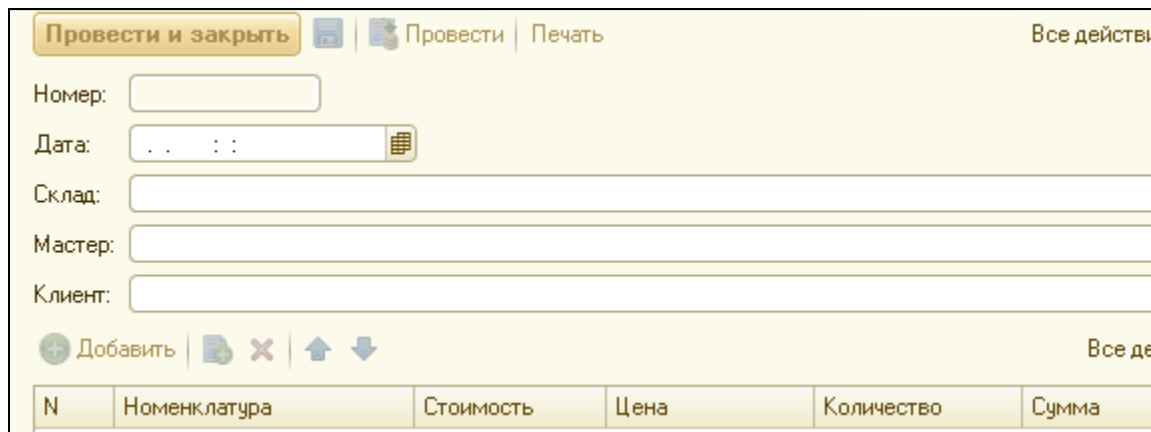 Провести и закрыть Провести Печать Все действи
Номер:
Дата: . . : :
Склад:
Мастер:
Клиент:
Добавить Все де
N Номенклатура Стоимость Цена Количество Сумма